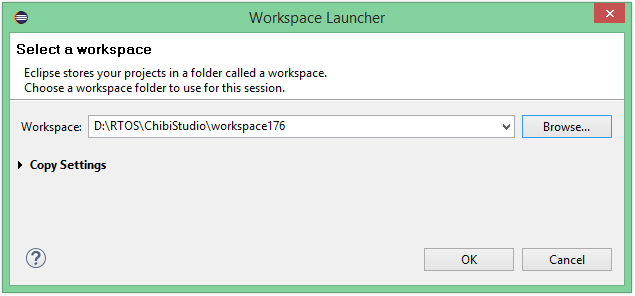 Workspace Launcher
Select a workspace
Eclipse stores your projects in a folder called a workspace.
Choose a workspace folder to use for this session.
Workspace: D:\RTOS\ChibiStudio\workspace176 Browse...
Copy Settings
OK Cancel